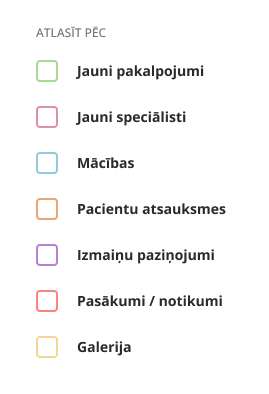 ATLASĪT PĒC
Jauni pakalpojumi
Jauni speciālisti
Mācības
Pacientu atsauksmes
Izmaiņu paziņojumi
Pasākumi / notikumi
Galerija